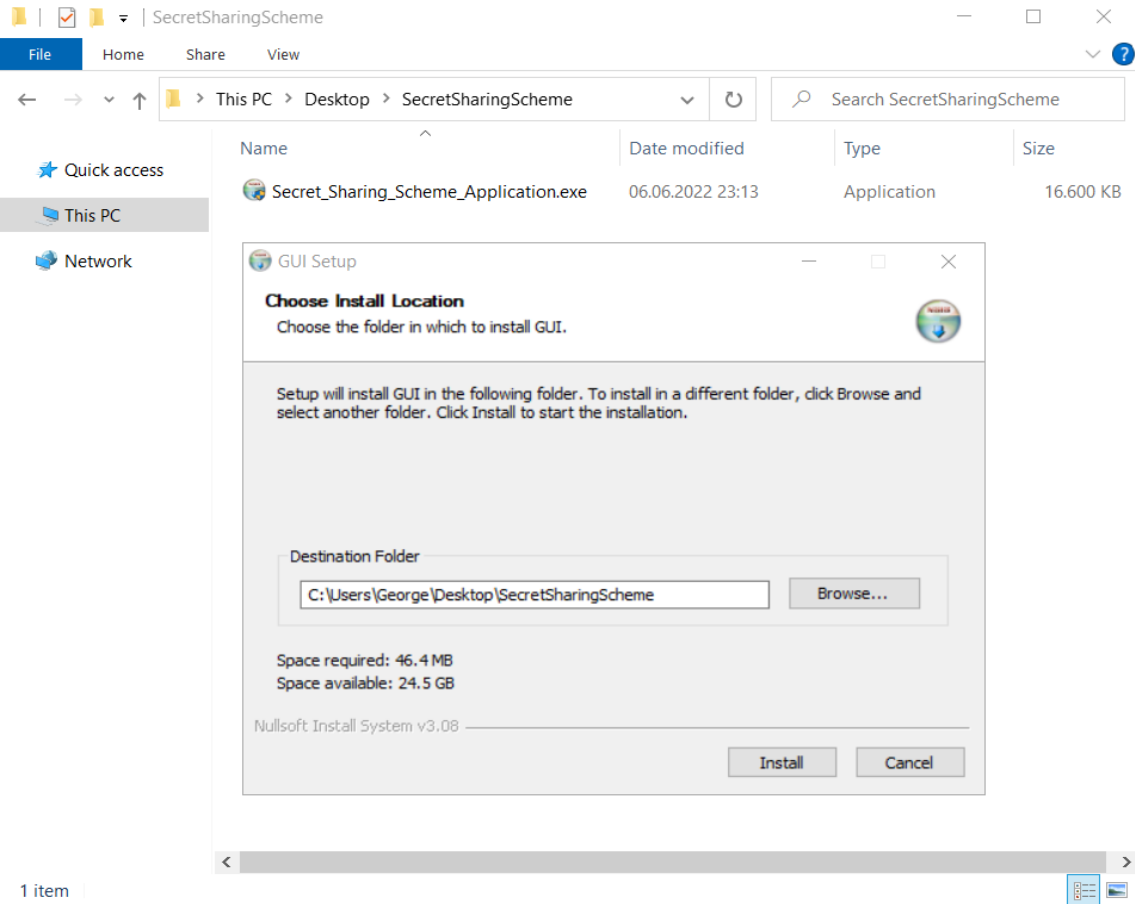 SecretSharingScheme
File Home Share View
?
This PC > Desktop > SecretSharingScheme
Search SecretSharingScheme
Name Date modified Type Size
Quick access
Secret_Sharing_Scheme_Application.exe 06.06.2022 23:13 Application 16.600 KB
This PC
Network
GUI Setup
Choose Install Location
Choose the folder in which to install GUI.
Setup will install GUI in the following folder. To install in a different folder, click Browse and
select another folder. Click Install to start the installation.
Destination Folder
C:\Users\George\Desktop\SecretSharingScheme Browse...
Space required: 46.4 MB
Space available: 24.5 GB
Nullsoft Install System v3.08
Install Cancel
1 item